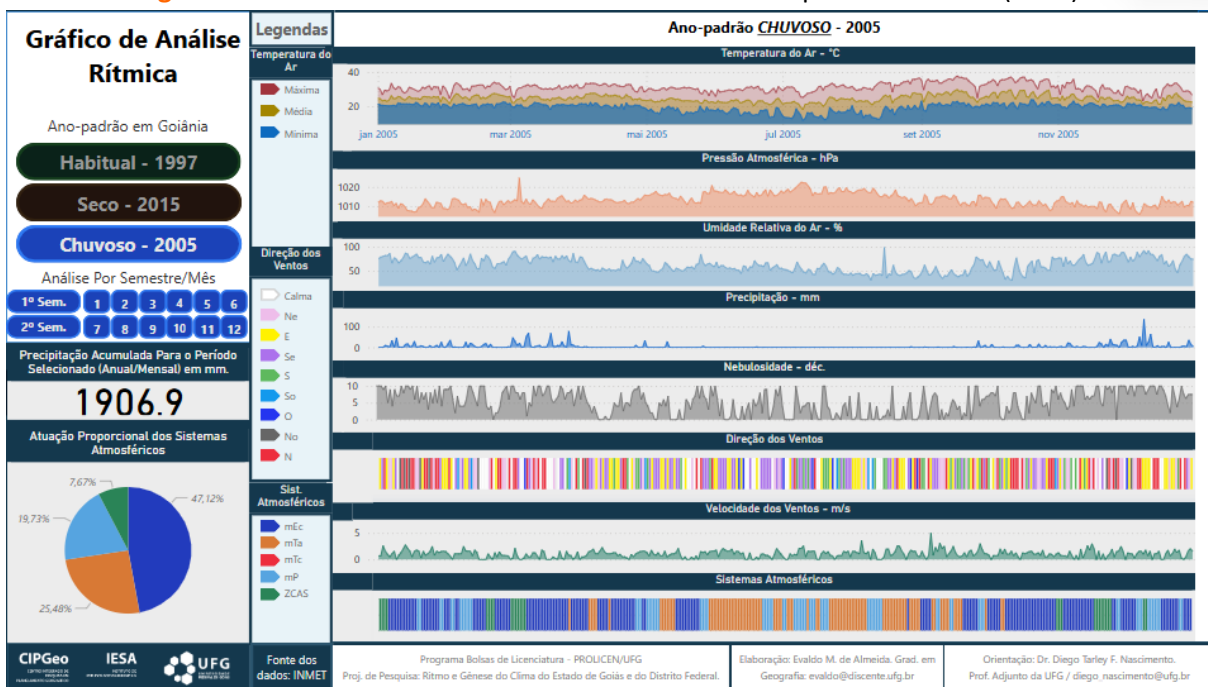 Gráfico de Análise
Rítmica
Ano-padrão em Goiânia
Habitual - 1997
Seco - 2015
Chuvoso - 2005
Análise Por Semestre/Mês
1º Sem. 1 2 3 4 5 6
2º Sem. 7 8 9 10 11 12
Precipitação Acumulada Para o Período
Selecionado (Anual/Mensal) em mm.
1906.9
Atuação Proporcional dos Sistemas
Atmosféricos
7,67%
47,12%
19,73%
25,48%
Legendas
Temperatura do
Ar
Máxima
Média
Mínima
Direção dos
Ventos
Calma
Ne
E
Se
S
So
O
No
N
Sist.
Atmosféricos
mEc
mTa
mTc
mP
ZCAS
Ano-padrão CHUVOSO - 2005
Temperatura do Ar - °C
40
20
jan 2005 mar 2005 mai 2005 jul 2005 set 2005 nov 2005
Pressão Atmosférica - hPa
1020
1010
Umidade Relativa do Ar - %
100
50
Precipitação - mm
100
0
Nebulosidade - déc.
10
5
0
Direção dos Ventos
Velocidade dos Ventos - m/s
5
0
Sistemas Atmosféricos
CIPGeo
IESA
UFG
Fonte dos
dados: INMET
Programa Bolsas de Licenciatura - PROLICEN/UFG
Proj. de Pesquisa: Ritmo e Gênese do Clima do Estado de Goiás e do Distrito Federal.
Elaboração: Evaldo M. de Almeida. Grad. em
Geografia: evaldo@discente.ufg.br
Orientação: Dr. Diego Tarley F. Nascimento.
Prof. Adjunto da UFG / diego_nascimento@ufg.br